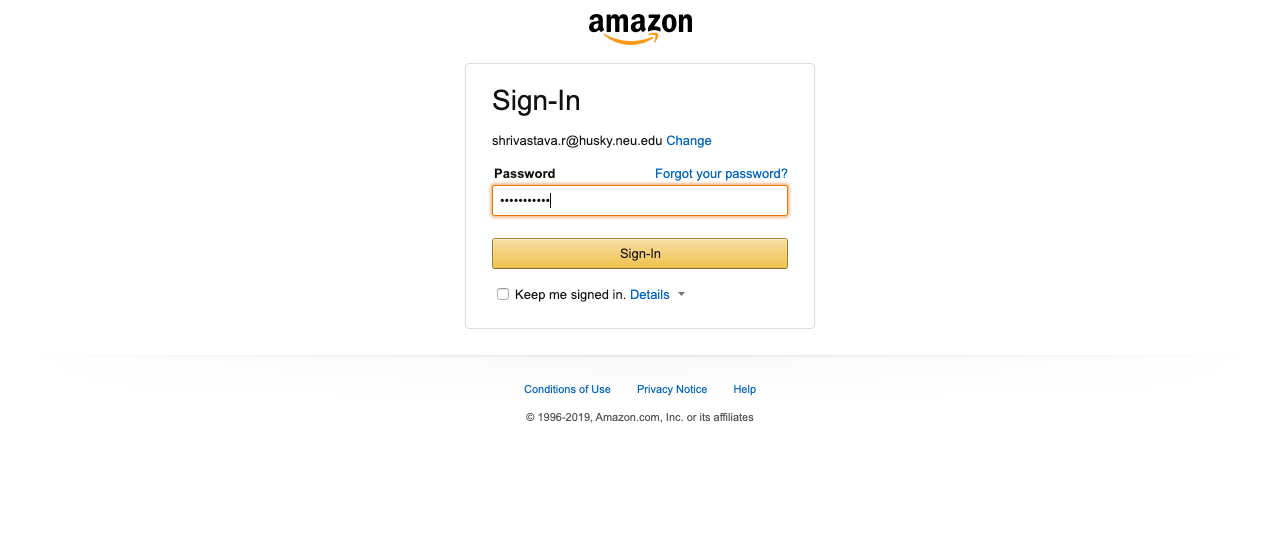 amazon
Sign-In
shrivastava.r@husky.neu.edu Change
Password Forgot your password?
•••••••••••
Sign-In
Keep me signed in. Details
Conditions of Use Privacy Notice Help
© 1996-2019, Amazon.com, Inc. or its affiliates